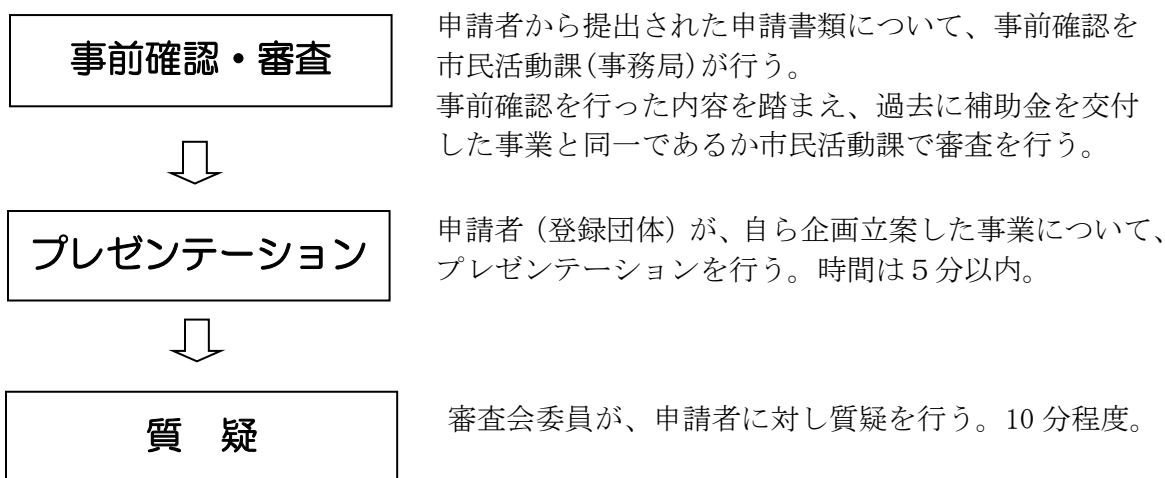 事前確認・審査
申請者から提出された申請書類について、事前確認を
市民活動課(事務局)が行う。
事前確認を行った内容を踏まえ、過去に補助金を交付
した事業と同一であるか市民活動課で審査を行う。
プレゼンテーション
申請者（登録団体）が、自ら企画立案した事業について、
プレゼンテーションを行う。時間は５分以内。
質　疑
審査会委員が、申請者に対し質疑を行う。10 分程度。